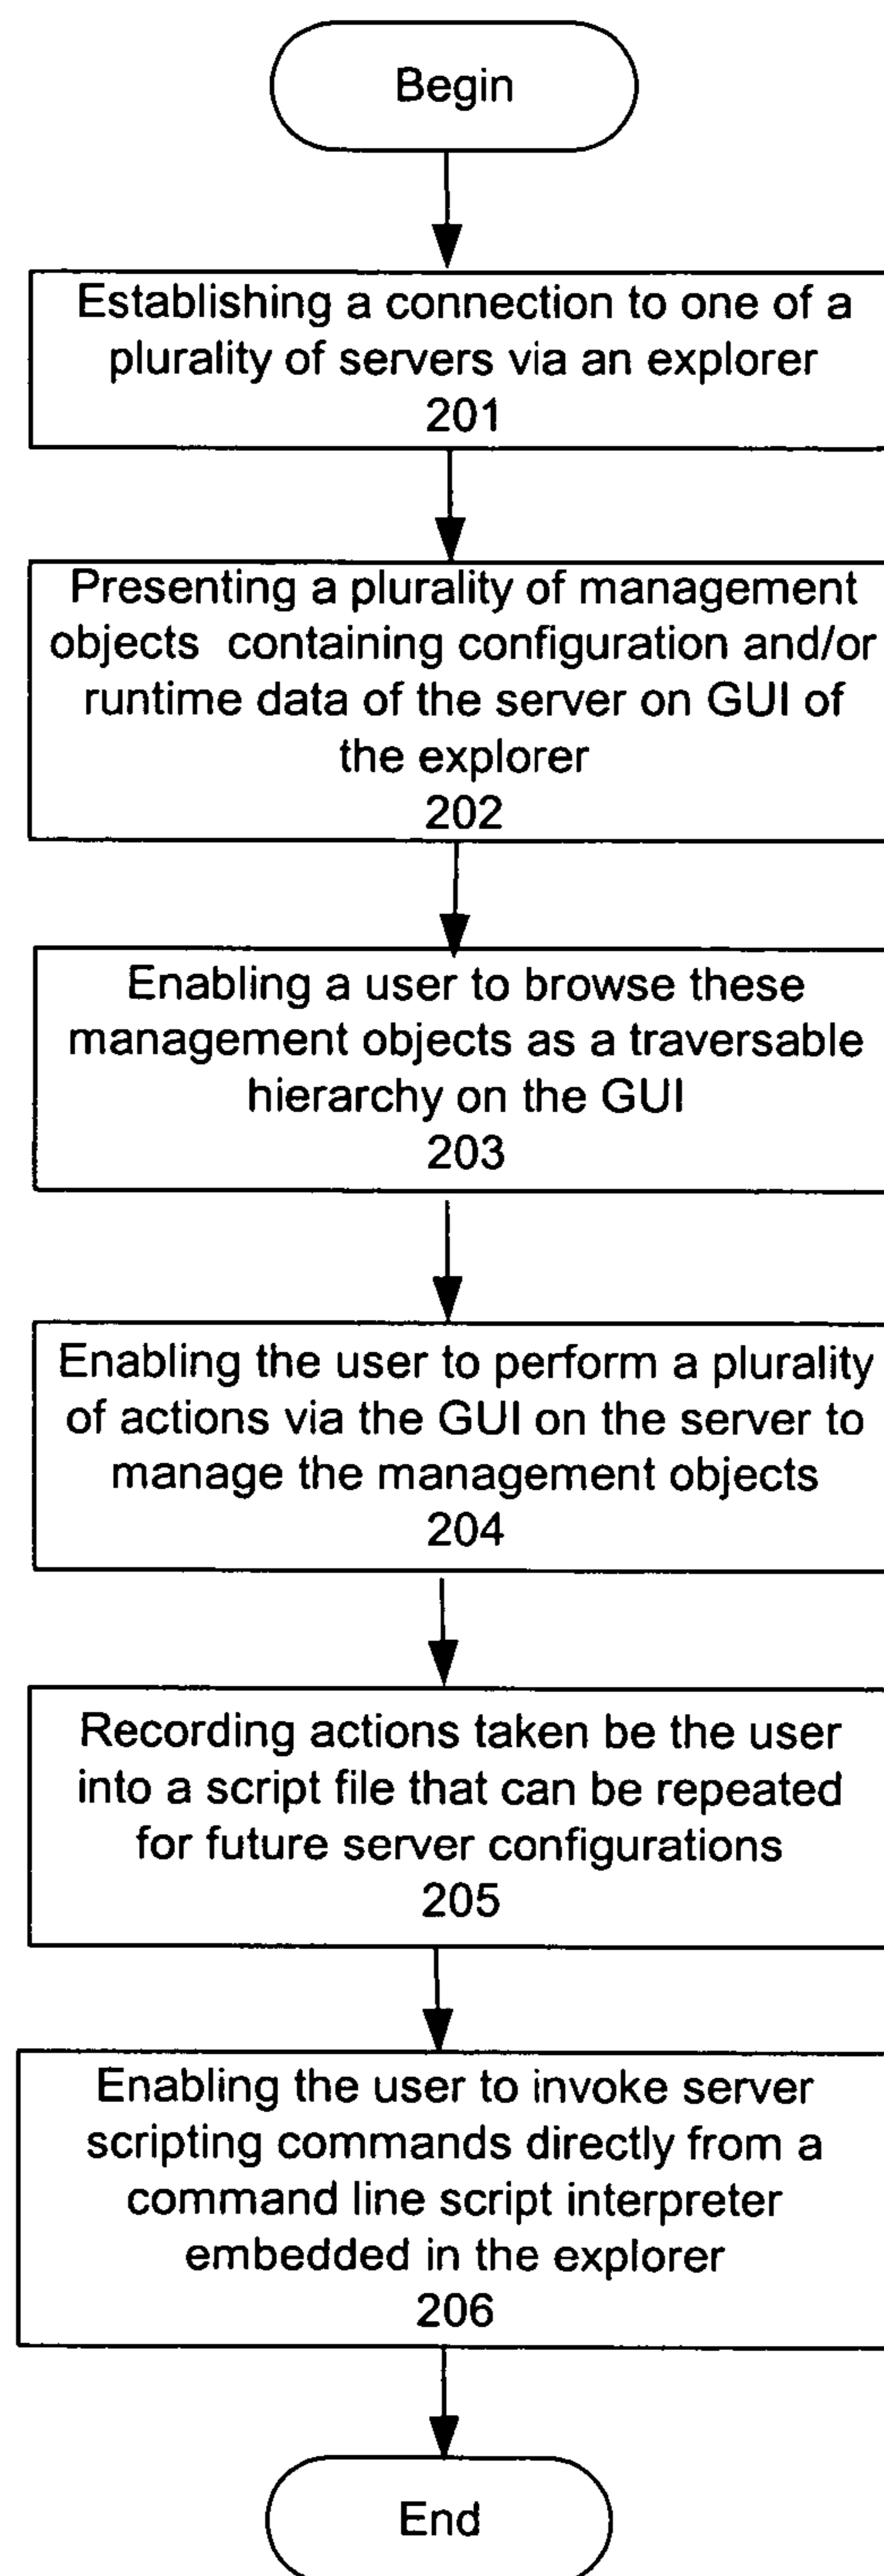 Begin
Establishing a connection to one of a
plurality of servers via an explorer
201
Presenting a plurality of management
objects containing configuration and/or
runtime data of the server on GUI of
the explorer
202
Enabling a user to browse these
management objects as a traversable
hierarchy on the GUI
203
Enabling the user to perform a plurality
of actions via the GUI on the server to
manage the management objects
204
Recording actions taken be the user
into a script file that can be repeated
for future server configurations
205
Enabling the user to invoke server
scripting commands directly from a
command line script interpreter
embedded in the explorer
206
End